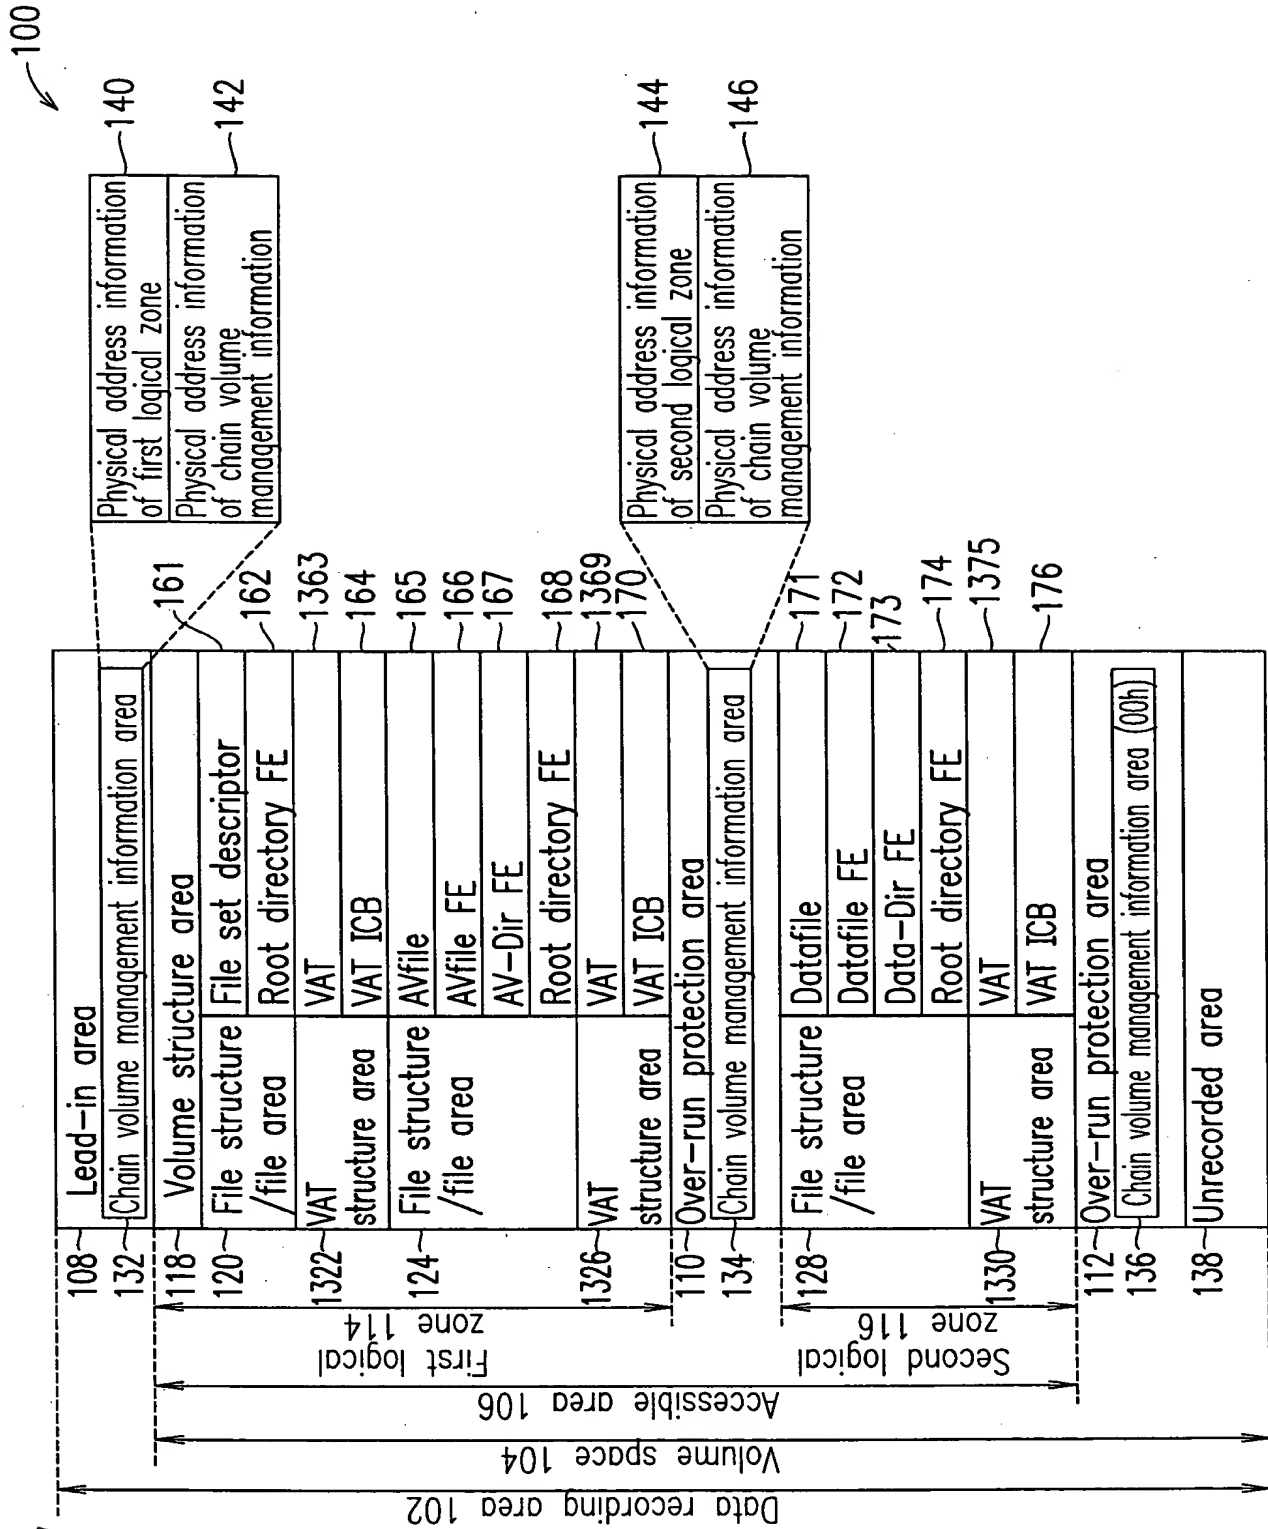 100
Physical address information
of first logical zone
140
Physical address information
of chain volume
management information
142
Physical address information
of second logical zone
144
Physical address information
of chain volume
management information
146
108
Lead-in area
132
Chain volume management information area
118
Volume structure area
120
File structure
/file area
File set descriptor
161
Root directory FE
162
1322
VAT
structure area
VAT
1363
VAT ICB
164
124
File structure
/file area
AVfile
165
AVfile FE
166
AV-Dir FE
167
Root directory FE
168
1326
VAT
structure area
VAT
1369
VAT ICB
170
110
Over-run protection area
134
Chain volume management information area
128
File structure
/file area
Datafile
171
Datafile FE
172
Data-Dir FE
173
Root directory FE
174
1330
VAT
structure area
VAT
1375
VAT ICB
176
112
Over-run protection area
136
Chain volume management information area (00h)
138
Unrecorded area
First logical
zone 114
Second logical
zone 116
Accessible area 106
Volume space 104
Data recording area 102